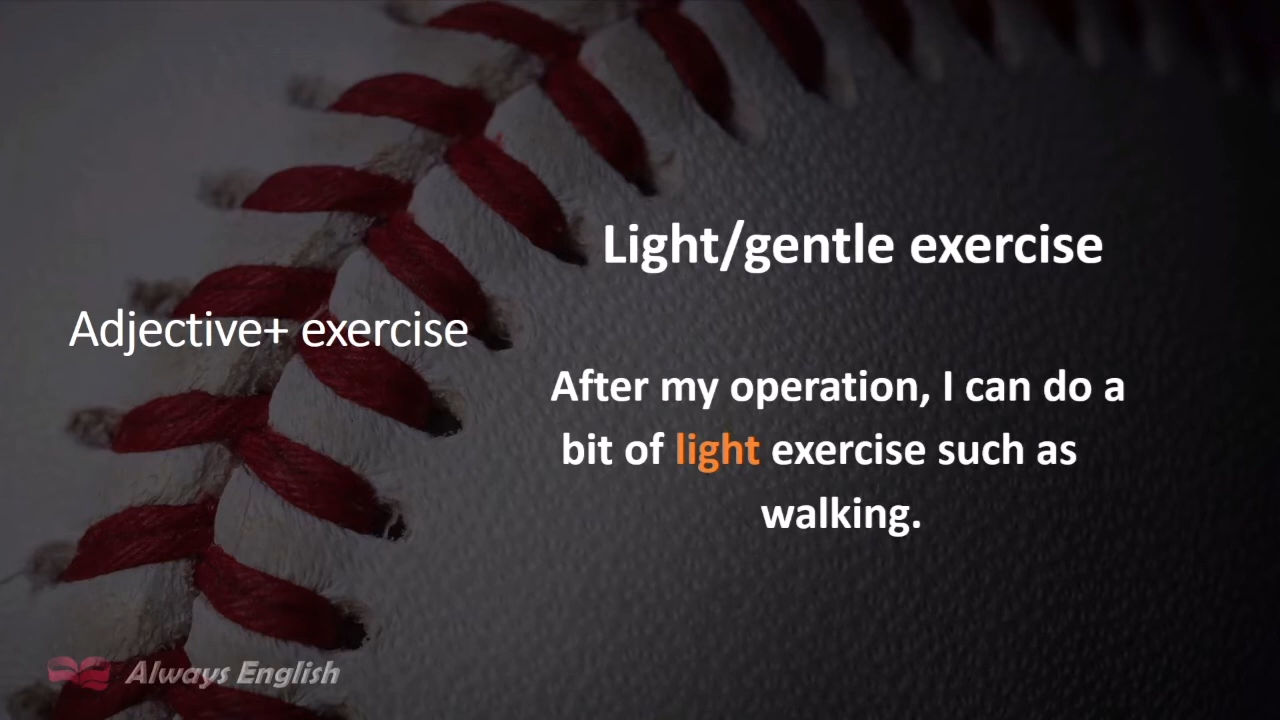 Light/gentle exercise
Adjective+ exercise
After my operation, I can do a
bit of light exercise such as
walking.
Always English